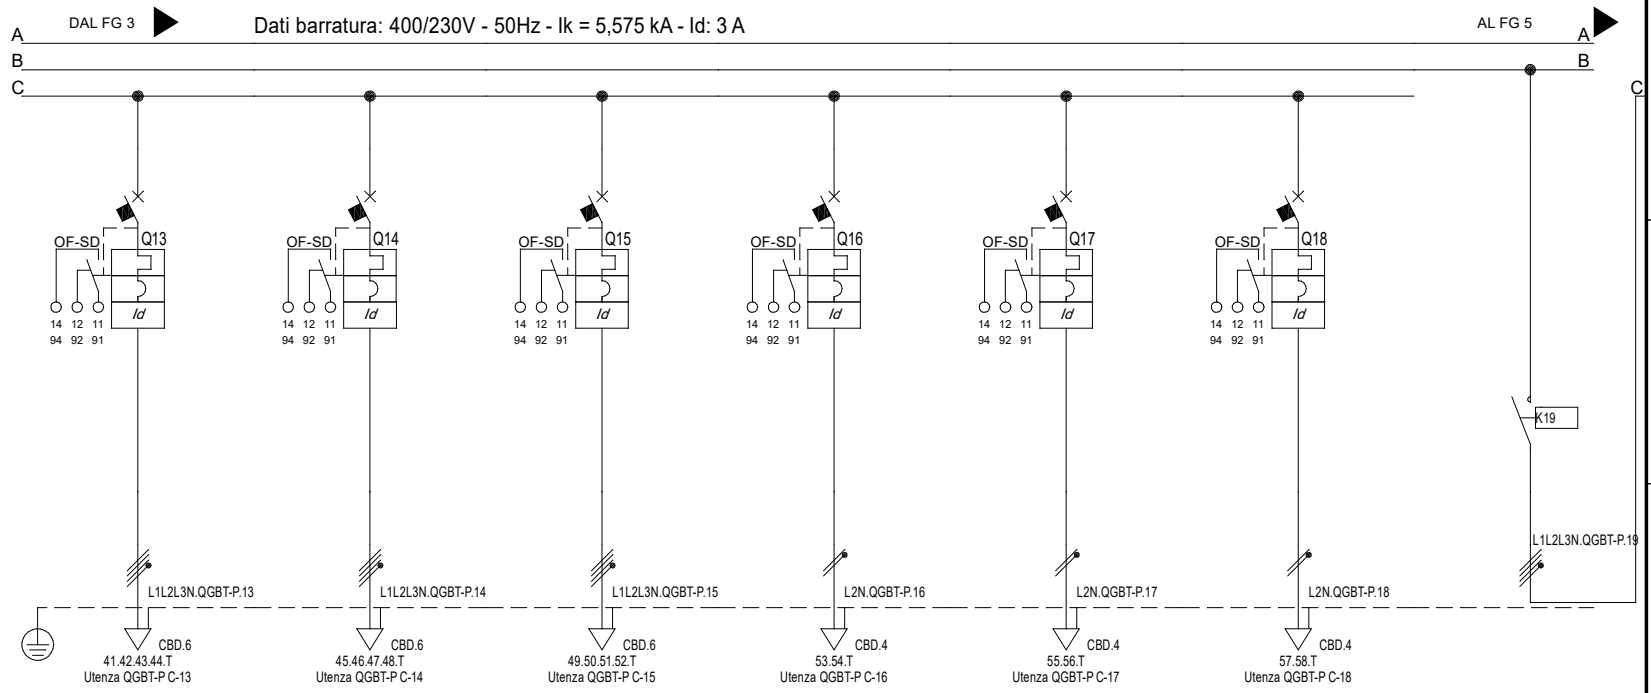 DAL FG 3
Dati barratura: 400/230V - 50Hz - Ik = 5,575 kA - Id: 3 A
AL FG 5
A A
B B
C C
OF-SD Q13 OF-SD Q14 OF-SD Q15 OF-SD Q16 OF-SD Q17 OF-SD Q18
Id Id Id Id Id Id
14 12 11 14 12 11 14 12 11 14 12 11 14 12 11 14 12 11
94 92 91 94 92 91 94 92 91 94 92 91 94 92 91 94 92 91
K19
L1L2L3N.QGBT-P.19
L1L2L3N.QGBT-P.13 L1L2L3N.QGBT-P.14 L1L2L3N.QGBT-P.15 L2N.QGBT-P.16 L2N.QGBT-P.17 L2N.QGBT-P.18
CBD.6 CBD.6 CBD.6 CBD.4 CBD.4 CBD.4
41.42.43.44.T 45.46.47.48.T 49.50.51.52.T 53.54.T 55.56.T 57.58.T
Utenza QGBT-P C-13 Utenza QGBT-P C-14 Utenza QGBT-P C-15 Utenza QGBT-P C-16 Utenza QGBT-P C-17 Utenza QGBT-P C-18